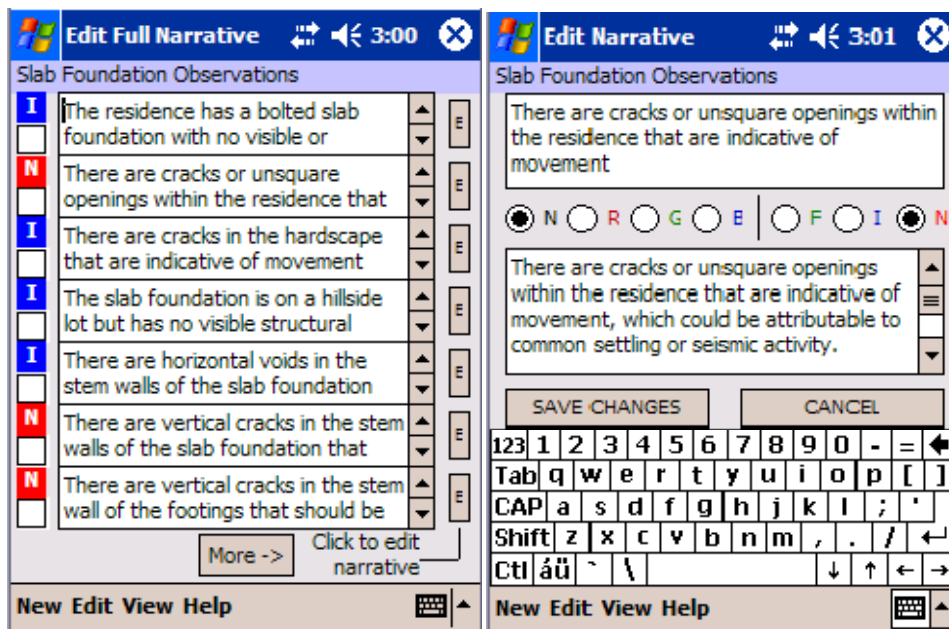 Edit Full Narrative 3:00
Slab Foundation Observations
I
The residence has a bolted slab
foundation with no visible or
E
N
There are cracks or unsquare
openings within the residence that
E
I
There are cracks in the hardscape
that are indicative of movement
E
I
The slab foundation is on a hillside
lot but has no visible structural
E
I
There are horizontal voids in the
stem walls of the slab foundation
E
N
There are vertical cracks in the stem
walls of the slab foundation that
E
N
There are vertical cracks in the stem
wall of the footings that should be
E
More ->
Click to edit
narrative
New Edit View Help
Edit Narrative 3:01
Slab Foundation Observations
There are cracks or unsquare openings within
the residence that are indicative of
movement
N R G B F I N
There are cracks or unsquare openings
within the residence that are indicative of
movement, which could be attributable to
common settling or seismic activity.
SAVE CHANGES CANCEL
123 1 2 3 4 5 6 7 8 9 0 - =
Tab q w e r t y u i o p [ ]
CAP a s d f g h j k l ; '
Shift z x c v b n m , . /
Ctl áü ` \
New Edit View Help